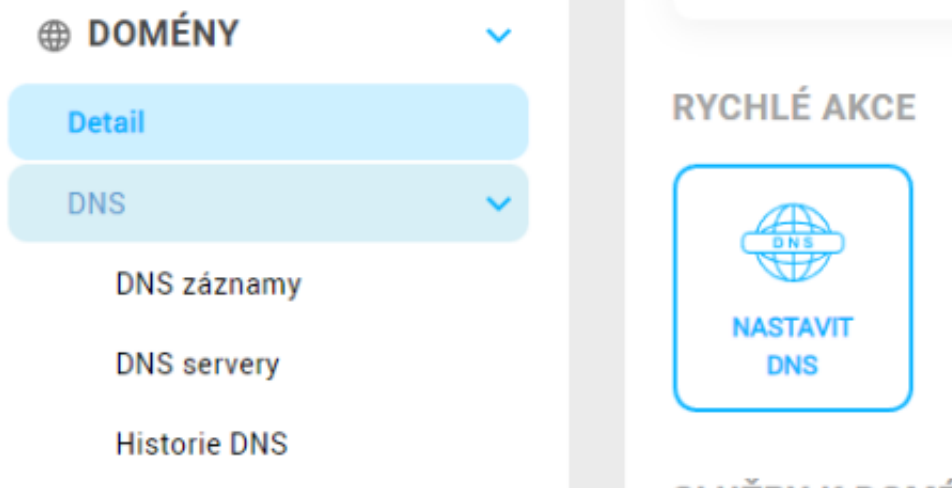 DOMÉNY
Detail
DNS
DNS záznamy
DNS servery
Historie DNS
RYCHLÉ AKCE
DNS
NASTAVIT
DNS